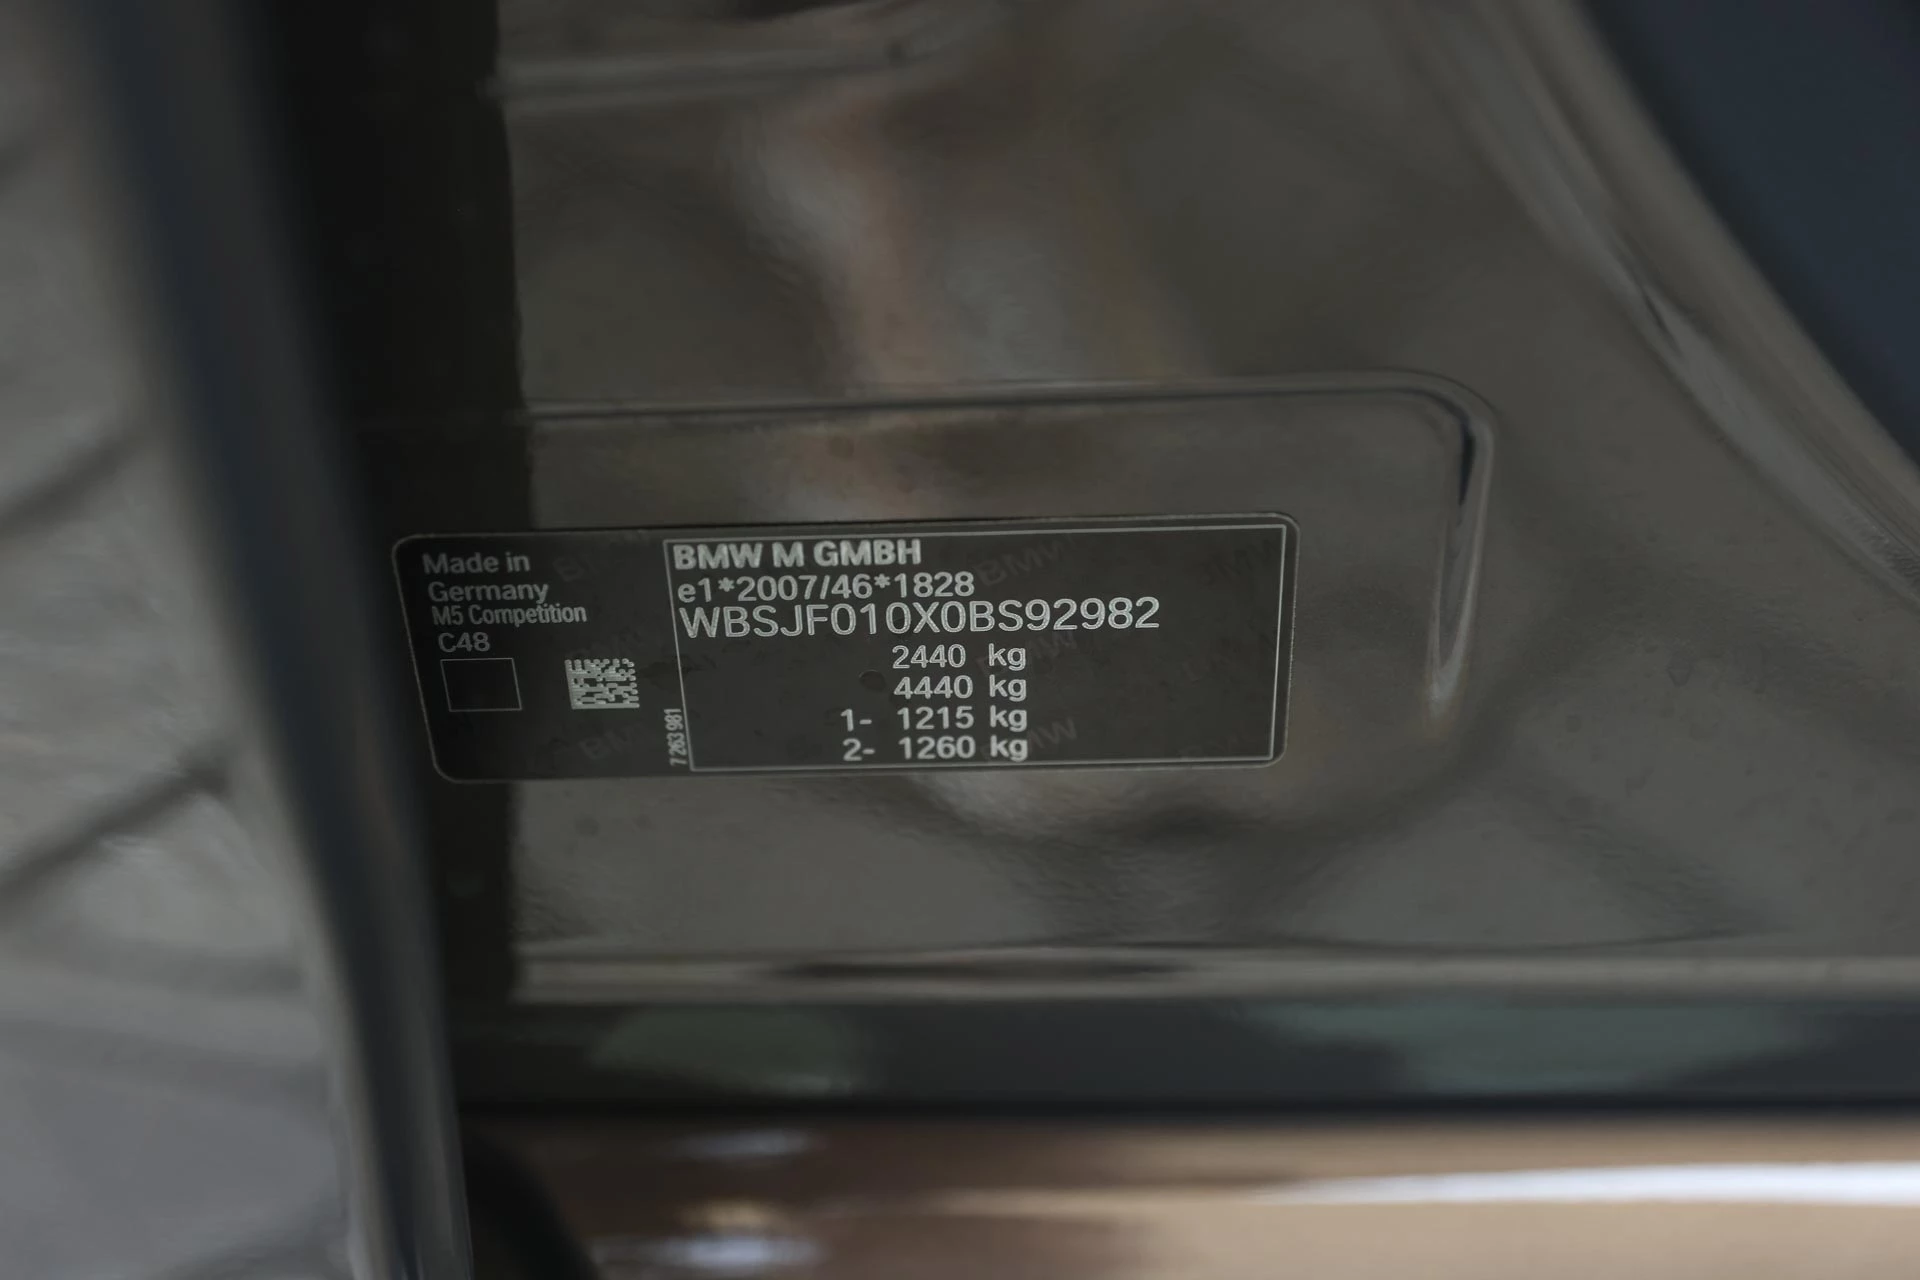 Made in
Germany
M5 Competition
C48
7 263 981
BMW M GMBH
e1*2007/46*1828
WBSJF010X0BS92982
2440 kg
4440 kg
1- 1215 kg
2- 1260 kg